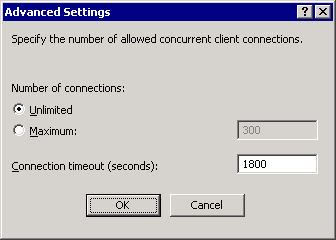 Advanced Settings
Specify the number of allowed concurrent client connections.
Number of connections:
Unlimited
Maximum: 300
Connection timeout (seconds): 1800
OK Cancel